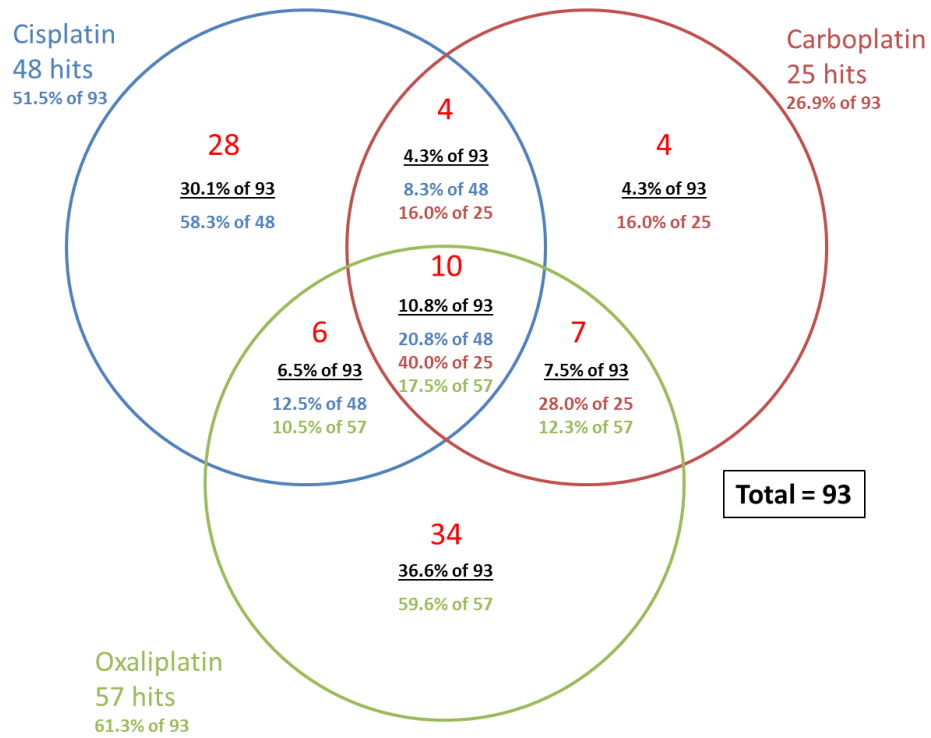 Cisplatin
48 hits
51.5% of 93
Carboplatin
25 hits
26.9% of 93
28
30.1% of 93
58.3% of 48
4
4.3% of 93
8.3% of 48
16.0% of 25
4
4.3% of 93
16.0% of 25
10
10.8% of 93
20.8% of 48
40.0% of 25
17.5% of 57
6
6.5% of 93
12.5% of 48
10.5% of 57
7
7.5% of 93
28.0% of 25
12.3% of 57
Total = 93
34
36.6% of 93
59.6% of 57
Oxaliplatin
57 hits
61.3% of 93